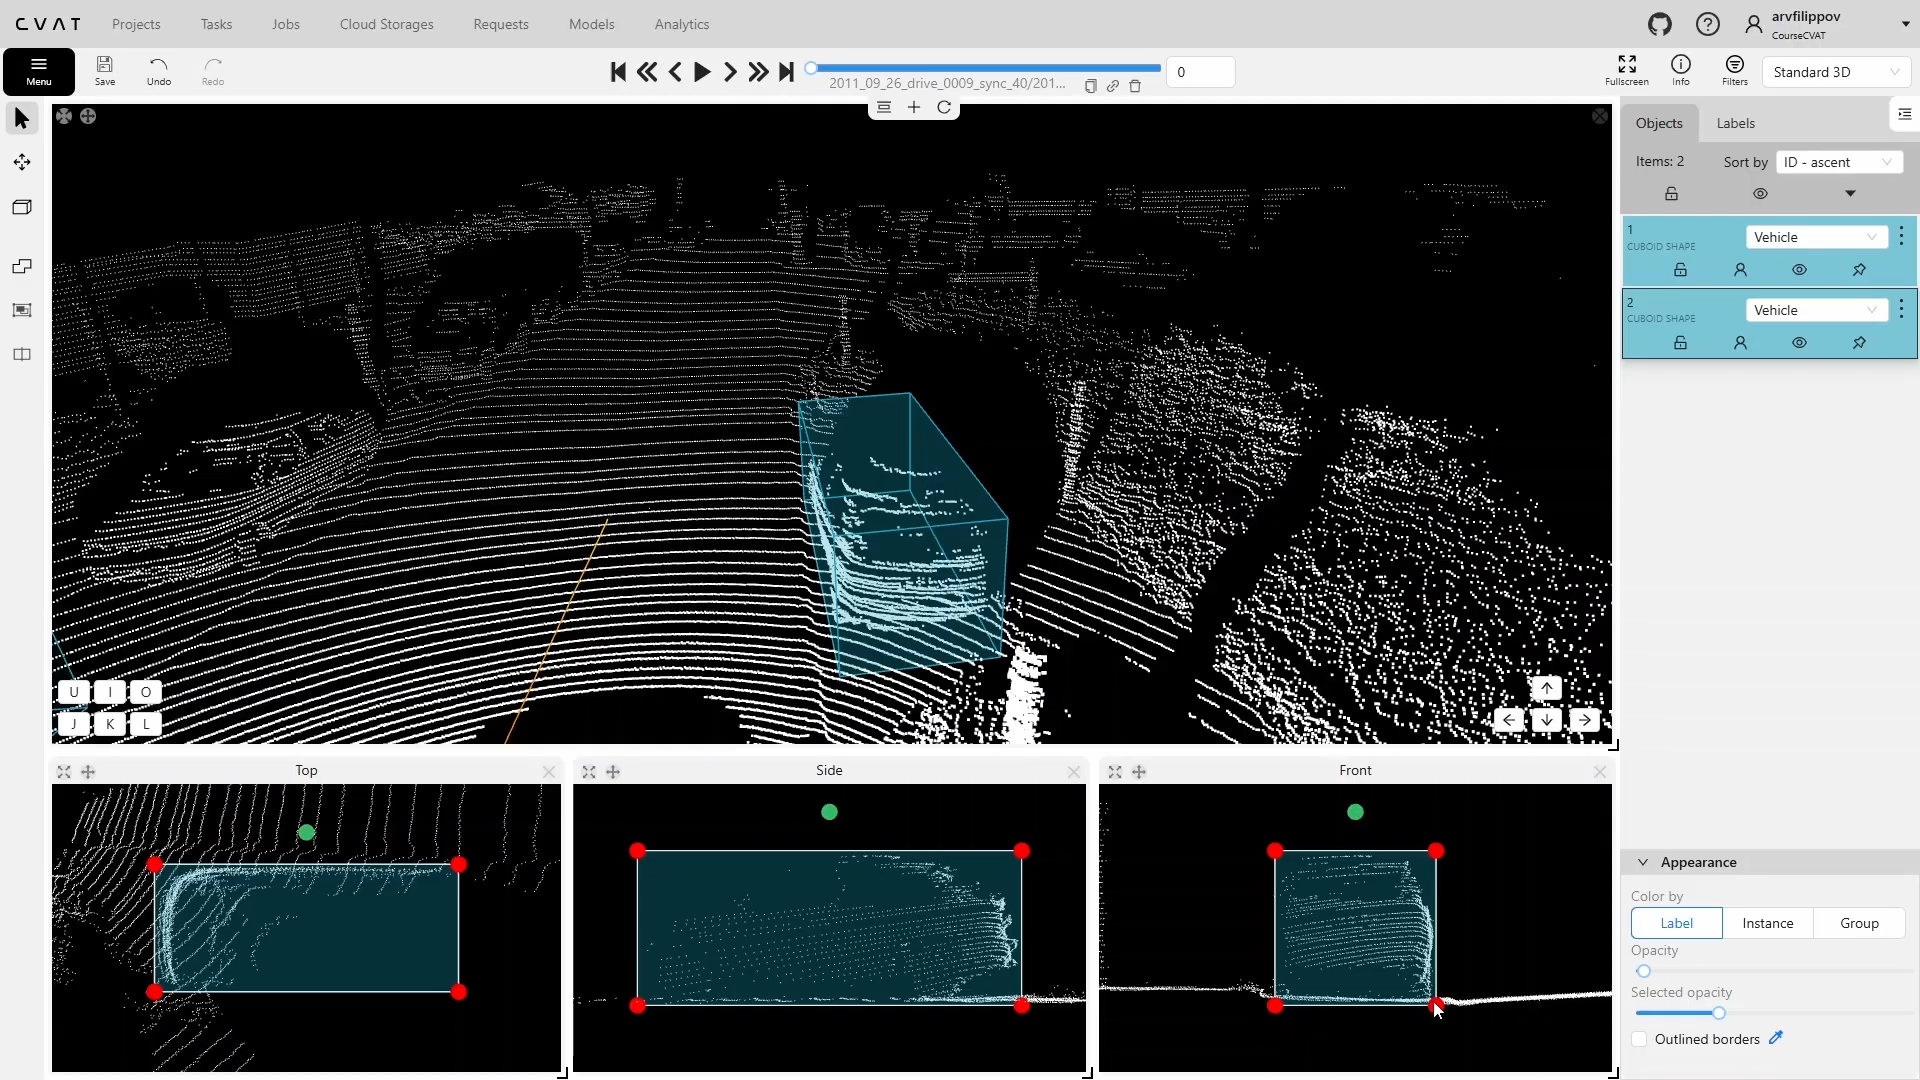 CVAT Projects Tasks Jobs Cloud Storages Requests Models Analytics arvfilippov
CourseCVAT
Menu Save Undo Redo 2011_09_26_drive_0009_sync_40/201... 0 Fullscreen Info Filters Standard 3D
Objects Labels
Items: 2 Sort by ID - ascent
1 Vehicle
CUBOID SHAPE
2 Vehicle
CUBOID SHAPE
U I O
J K L
Top Side Front
Appearance
Color by
Label Instance Group
Opacity
Selected opacity
Outlined borders